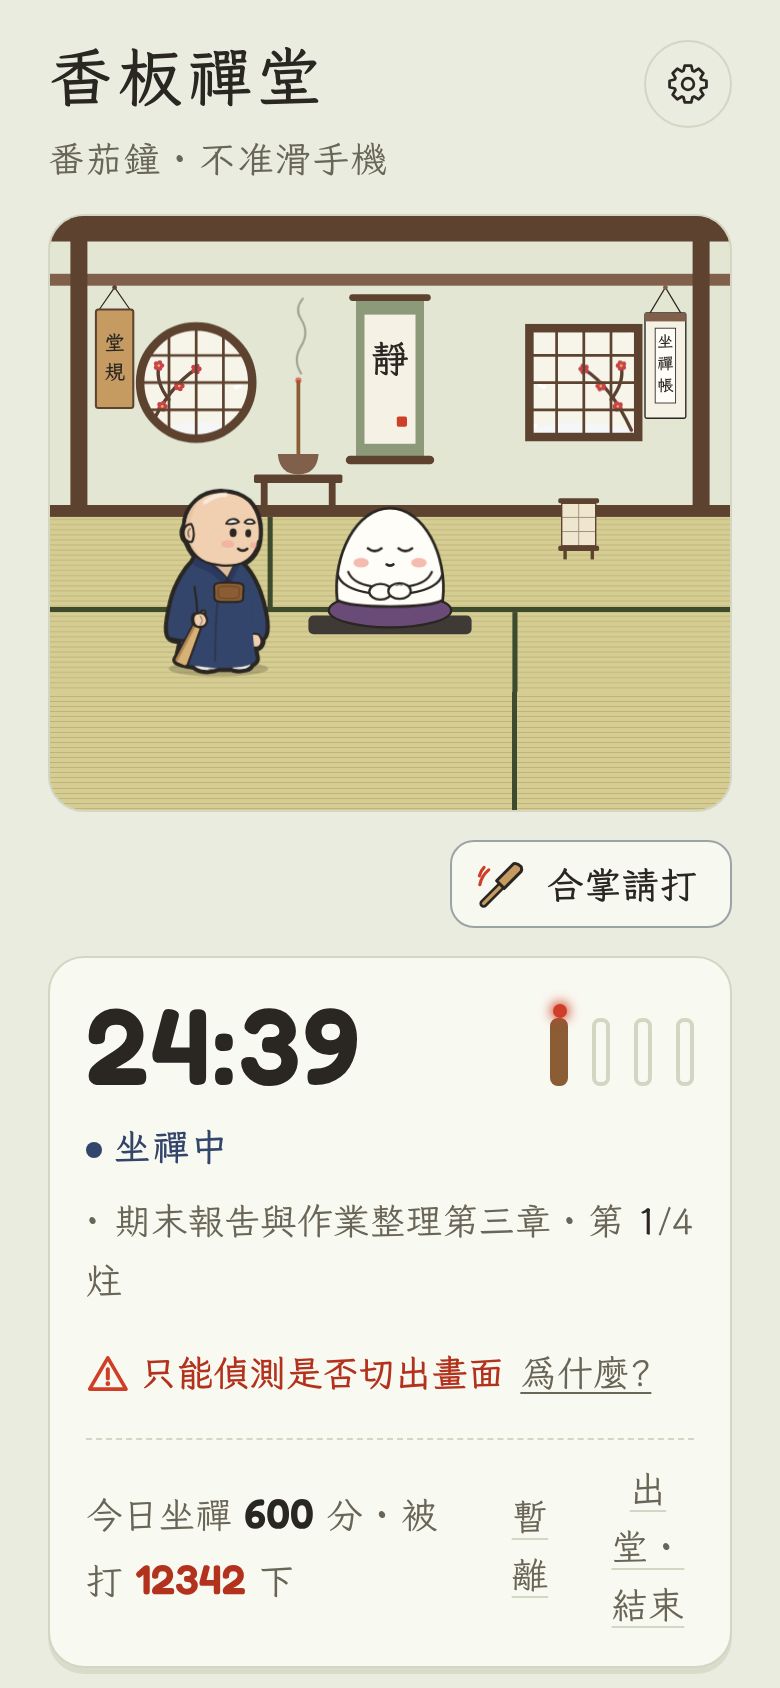 香板禪堂
番茄鐘・不准滑手機
堂規
靜
坐禪帳
合掌請打
24:39
坐禪中
・期末報告與作業整理第三章・第 1/4
炷
只能偵測是否切出畫面 為什麼?
今日坐禪 600 分・被
打 12342 下
暫
離
出
堂・
結束